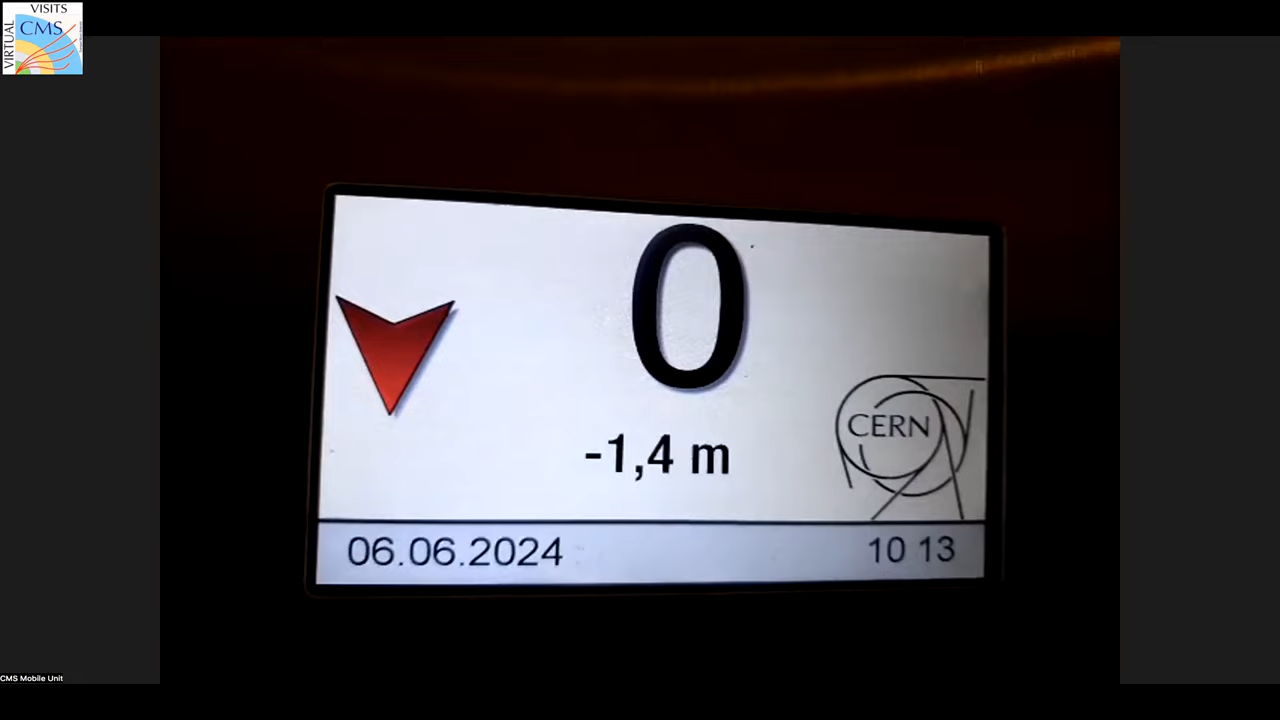 VISITS
VIRTUAL
CMS
0
-1,4 m
CERN
06.06.2024
10 13
CMS Mobile Unit